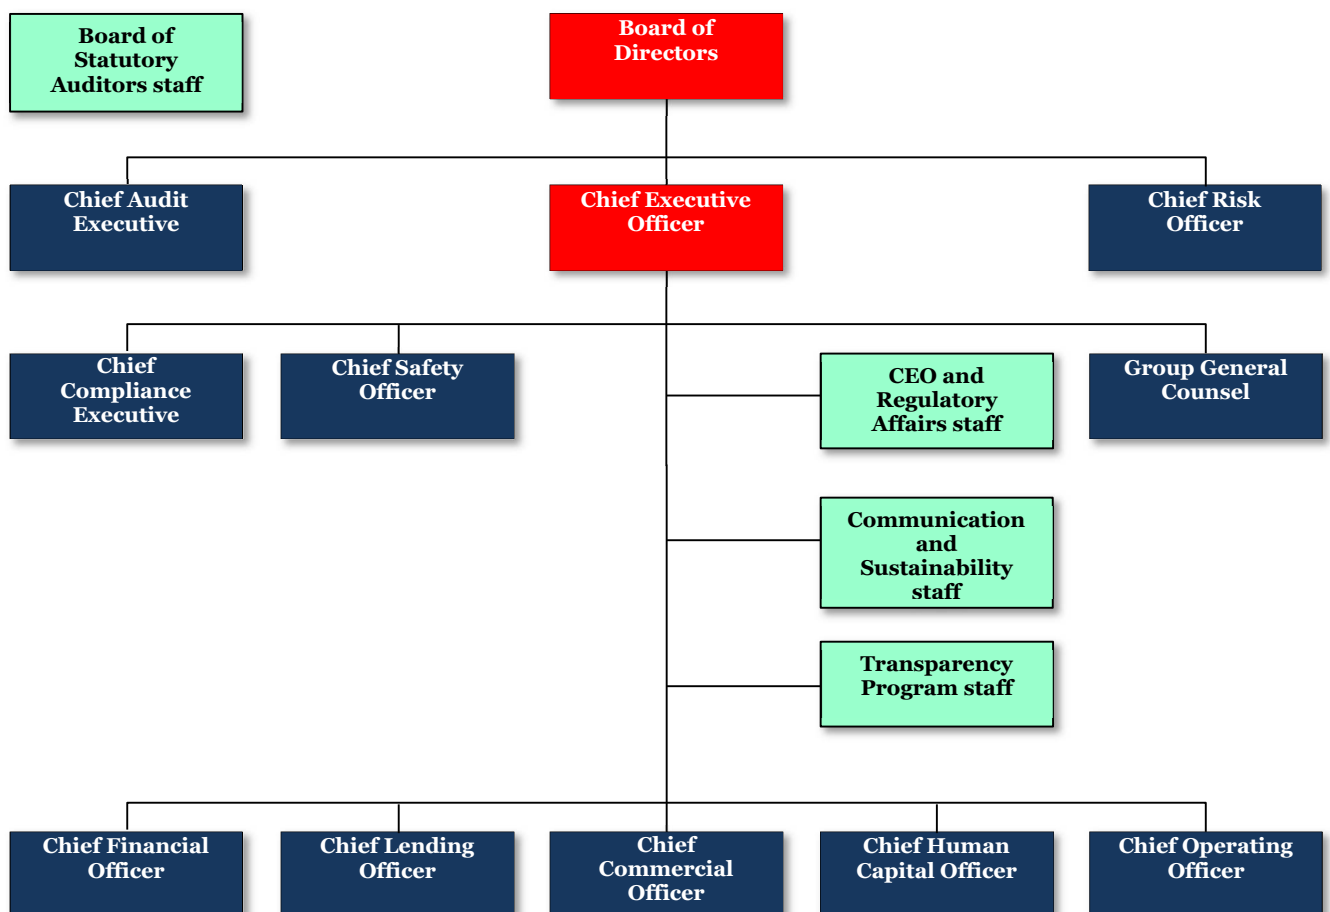 Board of
Statutory
Auditors staff
Board of
Directors
Chief Audit
Executive
Chief Executive
Officer
Chief Risk
Officer
Chief
Compliance
Executive
Chief Safety
Officer
CEO and
Regulatory
Affairs staff
Group General
Counsel
Communication
and
Sustainability
staff
Transparency
Program staff
Chief Financial
Officer
Chief Lending
Officer
Chief
Commercial
Officer
Chief Human
Capital Officer
Chief Operating
Officer